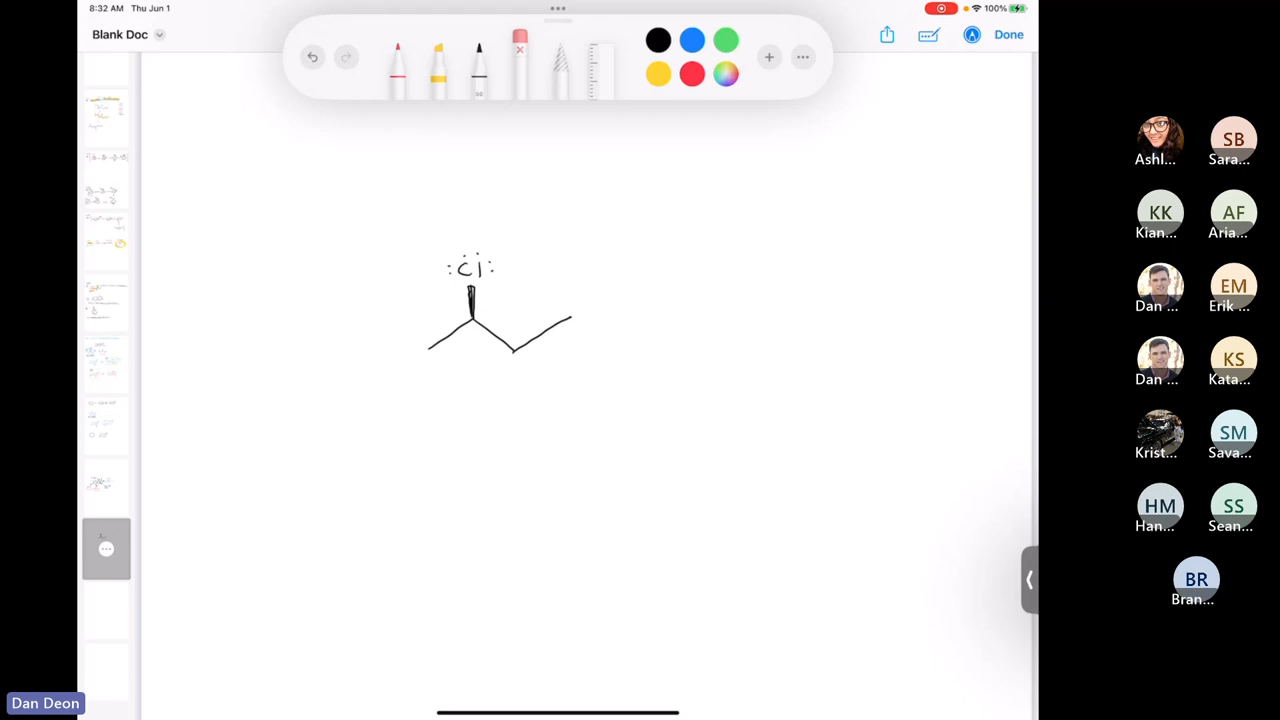 8:32 AM Thu Jun 1
100%
Blank Doc
Done
:Cl:
Ashl...
SB
Sara...
KK
Kian...
AF
Aria...
Dan ...
EM
Erik ...
Dan ...
KS
Kata...
Krist...
SM
Sava...
HM
Han...
SS
Sean...
BR
Bran...
Dan Deon